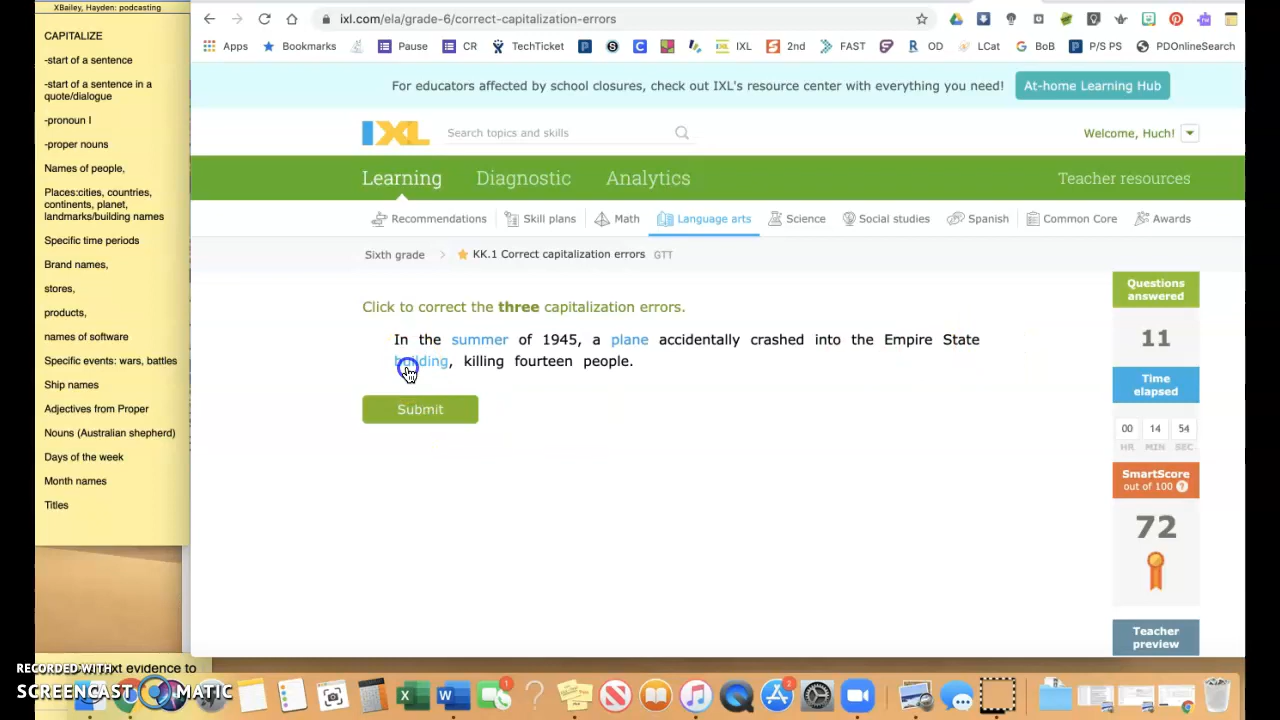 XBailey, Hayden: podcasting
CAPITALIZE
-start of a sentence
-start of a sentence in a
quote/dialogue
-pronoun I
-proper nouns
Names of people,
Places:cities, countries,
continents, planet,
landmarks/building names
Specific time periods
Brand names,
stores,
products,
names of software
Specific events: wars, battles
Ship names
Adjectives from Proper
Nouns (Australian shepherd)
Days of the week
Month names
Titles
ixl.com/ela/grade-6/correct-capitalization-errors
Apps Bookmarks Pause CR TechTicket IXL 2nd FAST OD LCat BoB P/S PS PDOnlineSearch
For educators affected by school closures, check out IXL's resource center with everything you need! At-home Learning Hub
IXL Search topics and skills Welcome, Huch!
Learning Diagnostic Analytics Teacher resources
Recommendations Skill plans Math Language arts Science Social studies Spanish Common Core Awards
Sixth grade > KK.1 Correct capitalization errors GTT
Click to correct the three capitalization errors.
In the summer of 1945, a plane accidentally crashed into the Empire State
building, killing fourteen people.
Submit
Questions
answered
11
Time
elapsed
00 14 54
HR MIN SEC
SmartScore
out of 100 ?
72
Teacher
preview
ext evidence to
RECORDED WITH
SCREENCAST MATIC